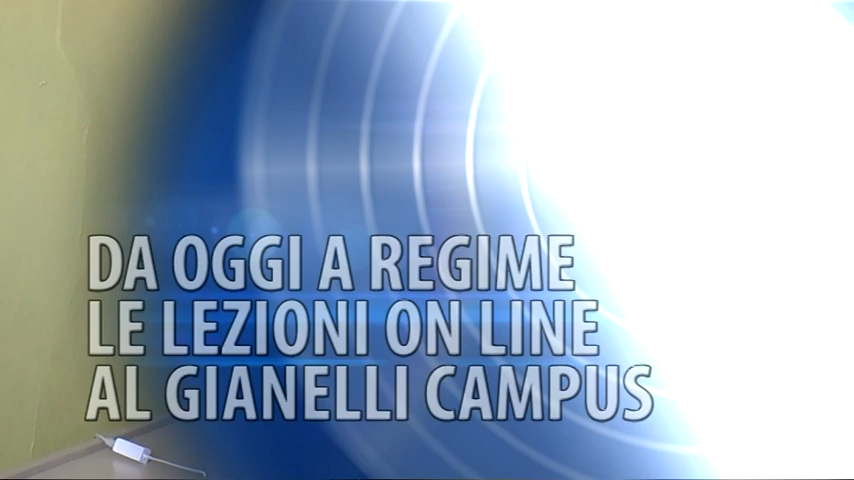 DA OGGI A REGIME
LE LEZIONI ON LINE
AL GIANELLI CAMPUS